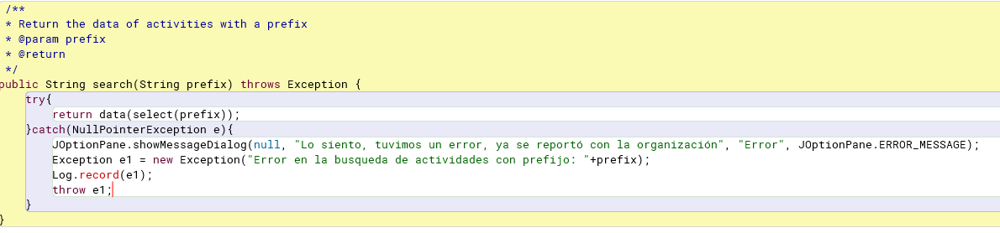 /**
* Return the data of activities with a prefix
* @param prefix
* @return
*/
public String search(String prefix) throws Exception {
try{
return data(select(prefix));
}catch(NullPointerException e){
JOptionPane.showMessageDialog(null, "Lo siento, tuvimos un error, ya se reportó con la organización", "Error", JOptionPane.ERROR_MESSAGE);
Exception e1 = new Exception("Error en la busqueda de actividades con prefijo: "+prefix);
Log.record(e1);
throw e1;
}
}